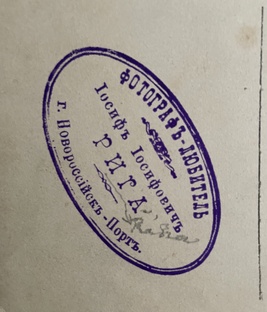 ФОТОГРАФЪ-ЛЮБИТЕЛЬ
Іосифъ Іосифовичъ
РИГА
г. Новороссійскъ-Портъ.